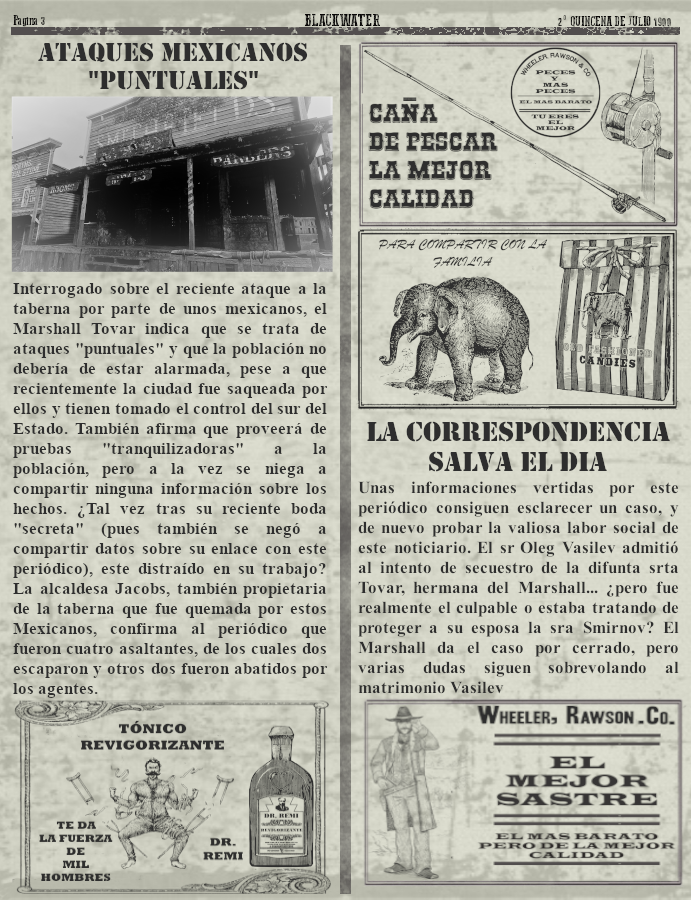 Pagina 3
BLACKWATER
2ª QUINCENA DE JULIO 1900
ATAQUES MEXICANOS
"PUNTUALES"
BARBERS
ROOMS
Interrogado sobre el reciente ataque a la
taberna por parte de unos mexicanos, el
Marshall Tovar indica que se trata de
ataques "puntuales" y que la población no
debería de estar alarmada, pese a que
recientemente la ciudad fue saqueada por
ellos y tienen tomado el control del sur del
Estado. También afirma que proveerá de
pruebas "tranquilizadoras" a la
población, pero a la vez se niega a
compartir ninguna información sobre los
hechos. ¿Tal vez tras su reciente boda
"secreta" (pues también se negó a
compartir datos sobre su enlace con este
periódico), este distraído en su trabajo?
La alcaldesa Jacobs, también propietaria
de la taberna que fue quemada por estos
Mexicanos, confirma al periódico que
fueron cuatro asaltantes, de los cuales dos
escaparon y otros dos fueron abatidos por
los agentes.
TÓNICO
REVIGORIZANTE
TE DA
LA FUERZA
DE
MIL
HOMBRES
DR.
REMI
DR. REMI
REVIGORIZANTE
WHEELER, RAWSON & CO
PECES
Y
MAS
PECES
EL MAS BARATO
TU ERES
EL
MEJOR
CAÑA
DE PESCAR
LA MEJOR
CALIDAD
PARA COMPARTIR CON LA
FAMILIA
OLD FASHIONED
CANDIES
LA CORRESPONDENCIA
SALVA EL DIA
Unas informaciones vertidas por este
periódico consiguen esclarecer un caso, y
de nuevo probar la valiosa labor social de
este noticiario. El sr Oleg Vasilev admitió
al intento de secuestro de la difunta srta
Tovar, hermana del Marshall... ¿pero fue
realmente el culpable o estaba tratando de
proteger a su esposa la sra Smirnov? El
Marshall da el caso por cerrado, pero
varias dudas siguen sobrevolando al
matrimonio Vasilev
WHEELER, RAWSON . CO.
EL
MEJOR
SASTRE
EL MAS BARATO
PERO DE LA MEJOR
CALIDAD